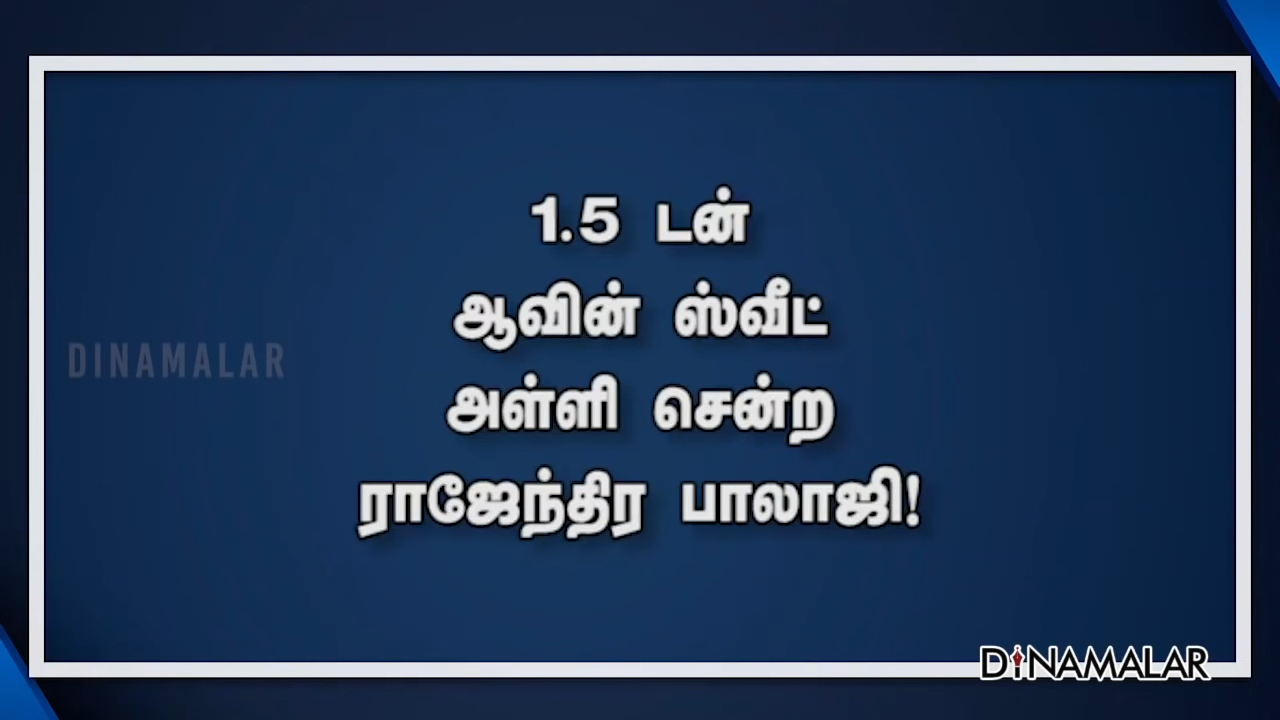 1.5 டன்
ஆவின் ஸ்வீட்
DINAMALAR
அள்ளி சென்ற
ராஜேந்திர பாலாஜி!
DINAMALAR